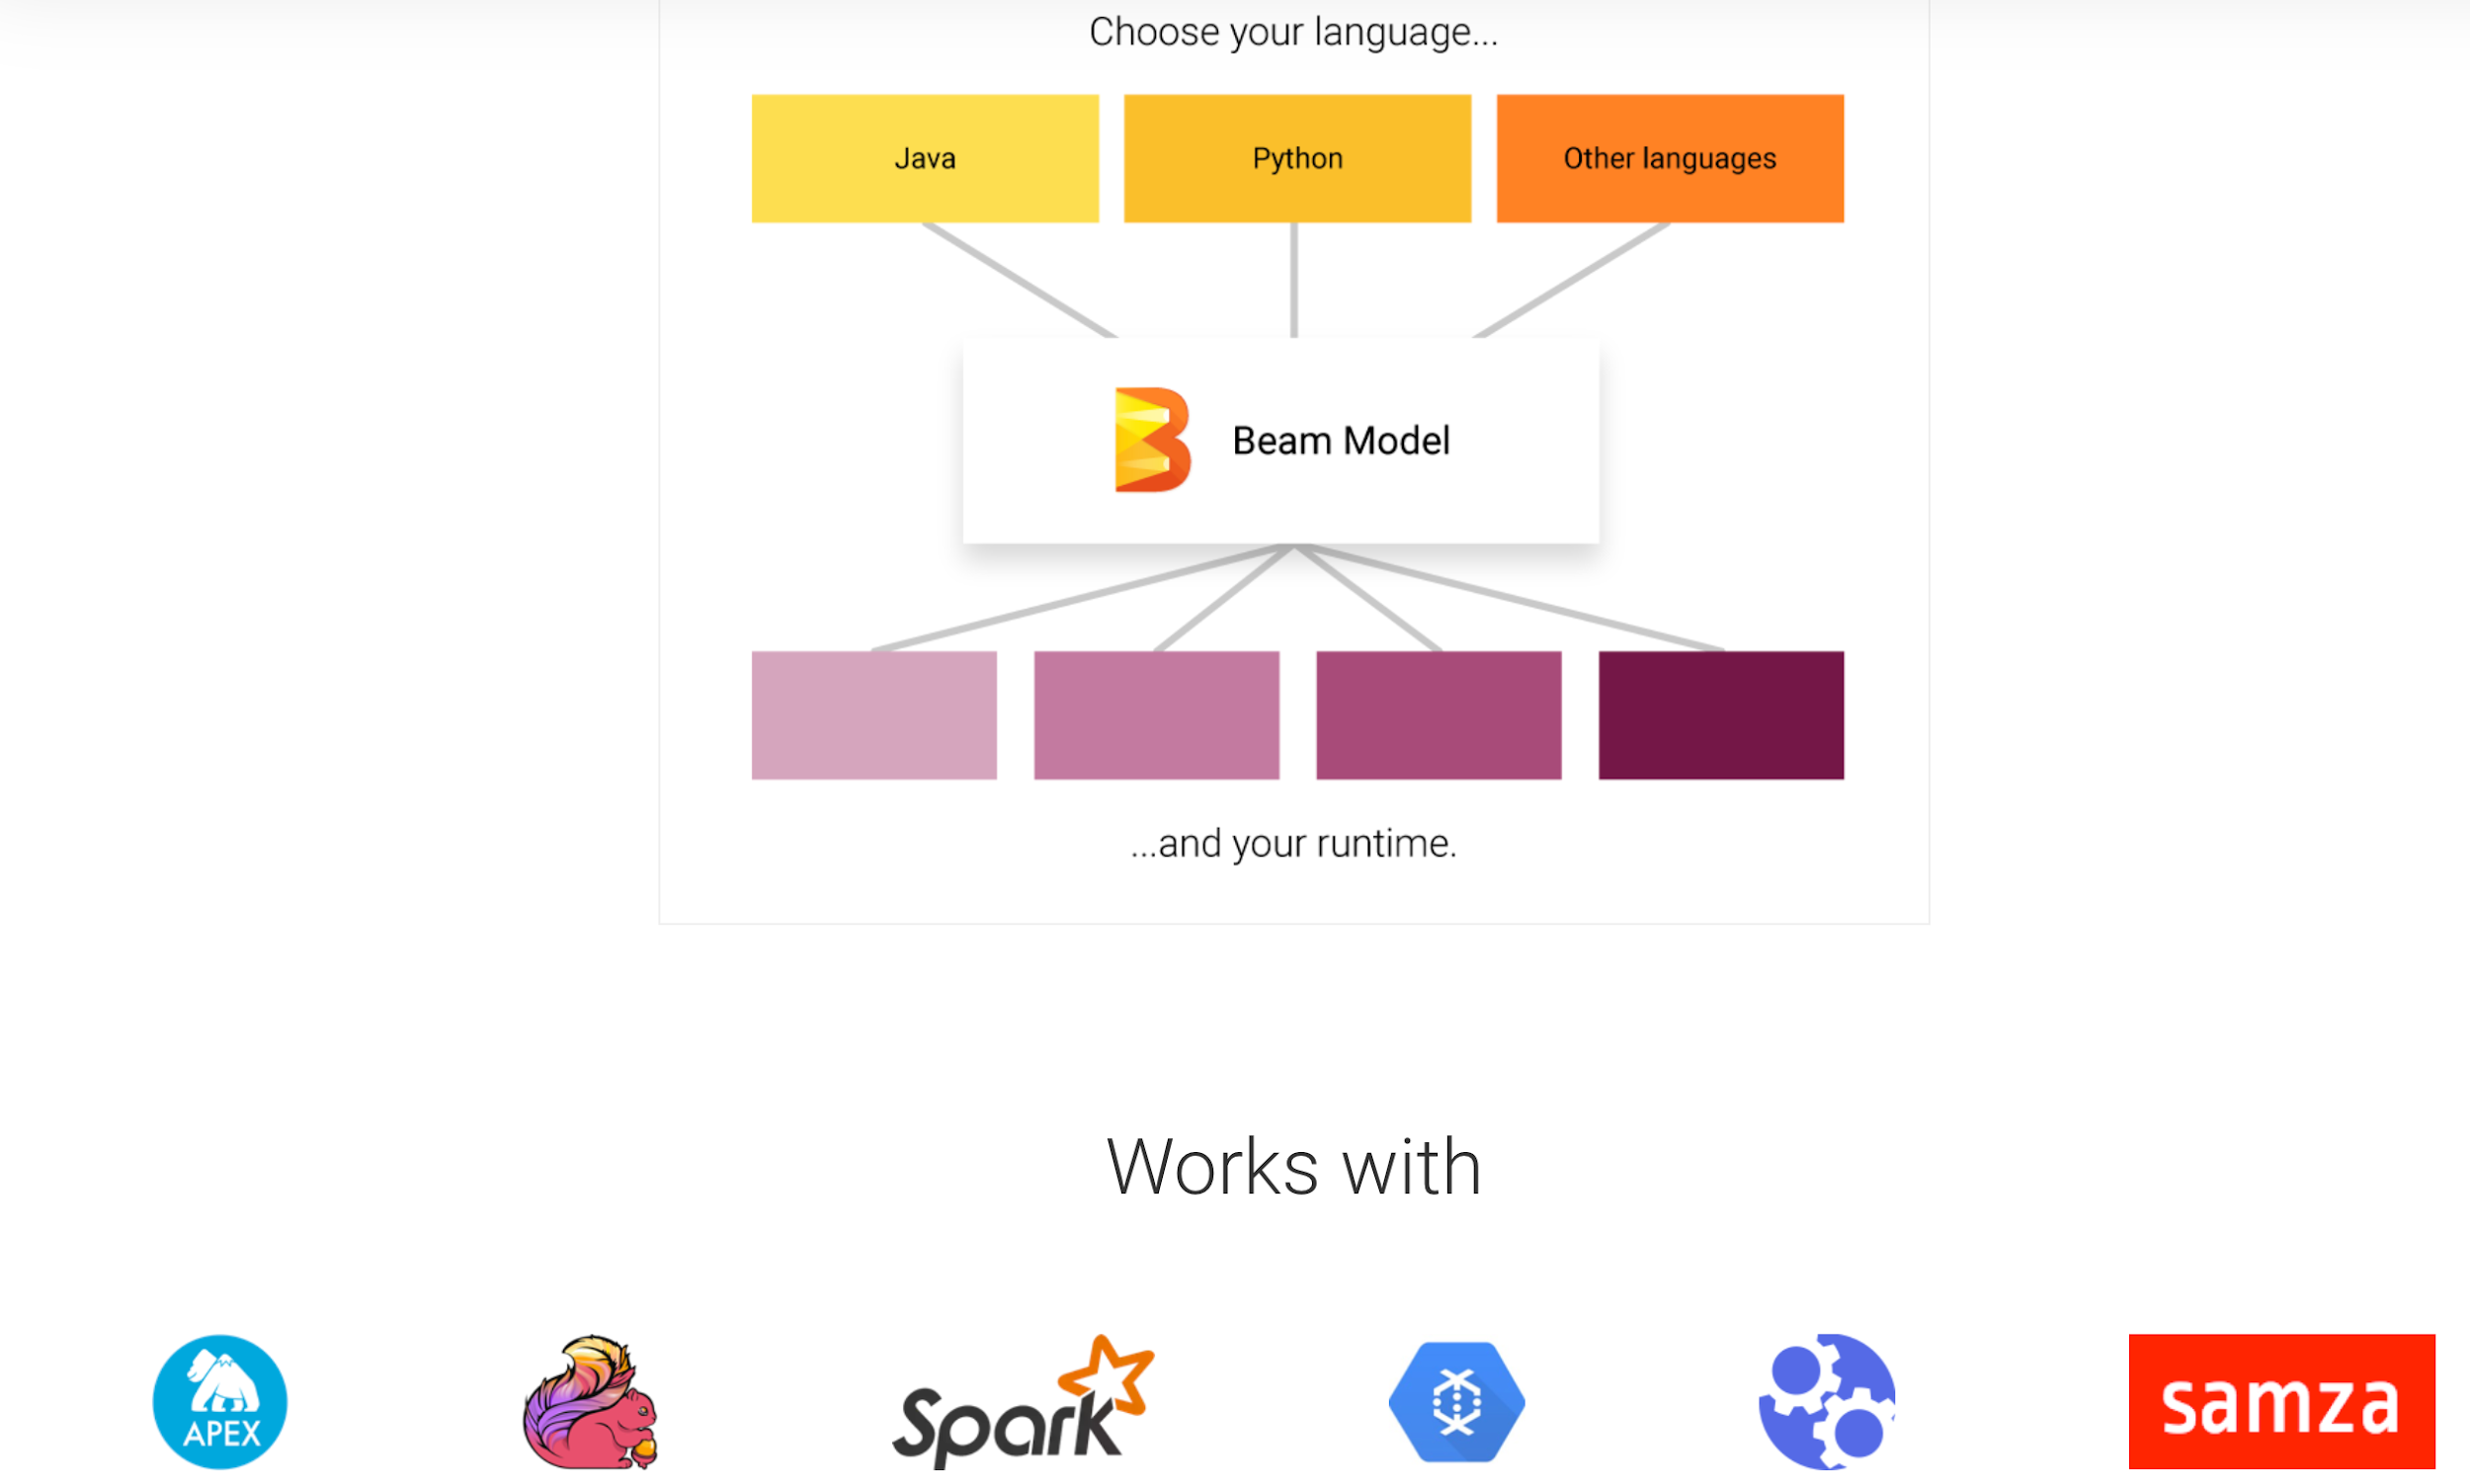 Choose your language...
Java
Python
Other languages
Beam Model
...and your runtime.
Works with
APEX
Spark
samza